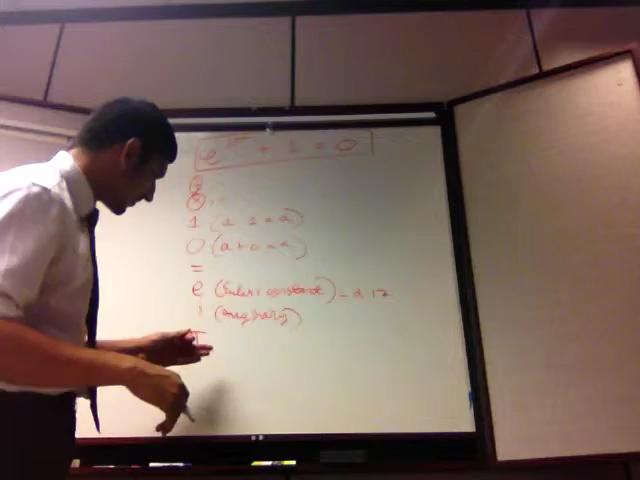 e^iπ + 1 = 0
1 (a 1 = a)
0 (a + 0 = a)
=
e (Euler's constant) = 2.17
i (imaginary)
π